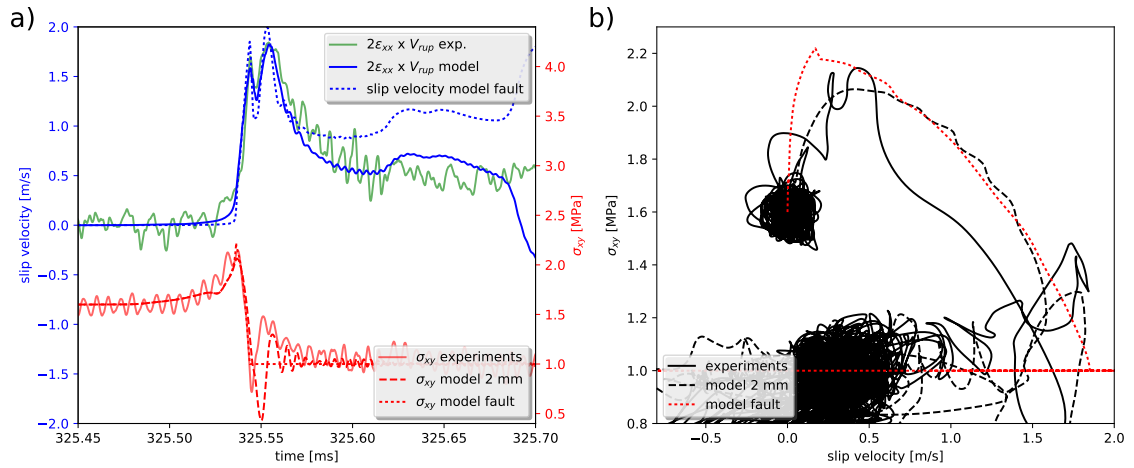 a)
2.0
1.5
1.0
0.5
0.0
−0.5
−1.0
−1.5
−2.0
slip velocity [m/s]
2εxx x Vrup exp.
2εxx x Vrup model
slip velocity model fault
σxy experiments
σxy model 2 mm
σxy model fault
4.0
3.5
3.0
2.5
2.0
1.5
1.0
0.5
σxy [MPa]
325.45 325.50 325.55 325.60 325.65 325.70
time [ms]
b)
2.2
2.0
1.8
1.6
1.4
1.2
1.0
0.8
σxy [MPa]
experiments
model 2 mm
model fault
−0.5 0.0 0.5 1.0 1.5 2.0
slip velocity [m/s]